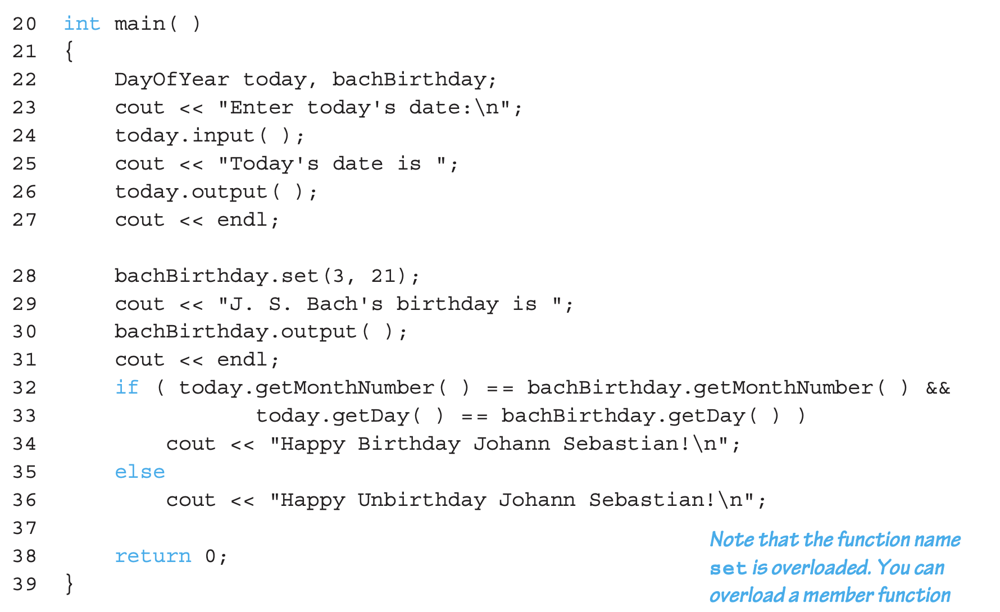 20  int main( )
21  {
22      DayOfYear today, bachBirthday;
23      cout << "Enter today's date:\n";
24      today.input( );
25      cout << "Today's date is ";
26      today.output( );
27      cout << endl;
28      bachBirthday.set(3, 21);
29      cout << "J. S. Bach's birthday is ";
30      bachBirthday.output( );
31      cout << endl;
32      if ( today.getMonthNumber( ) == bachBirthday.getMonthNumber( ) &&
33                 today.getDay( ) == bachBirthday.getDay( ) )
34          cout << "Happy Birthday Johann Sebastian!\n";
35      else
36          cout << "Happy Unbirthday Johann Sebastian!\n";
37
38      return 0;
39  }
Note that the function name
set is overloaded. You can
overload a member function